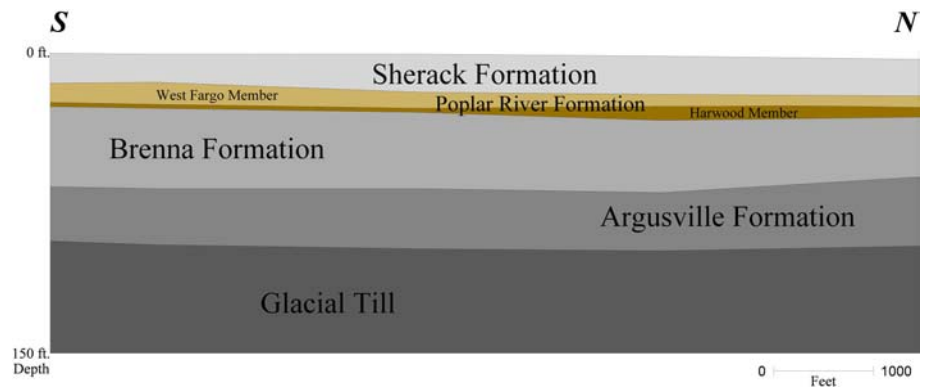 S N
0 ft.
Sherack Formation
West Fargo Member
Poplar River Formation
Harwood Member
Brenna Formation
Argusville Formation
Glacial Till
150 ft.
Depth
0 1000
Feet